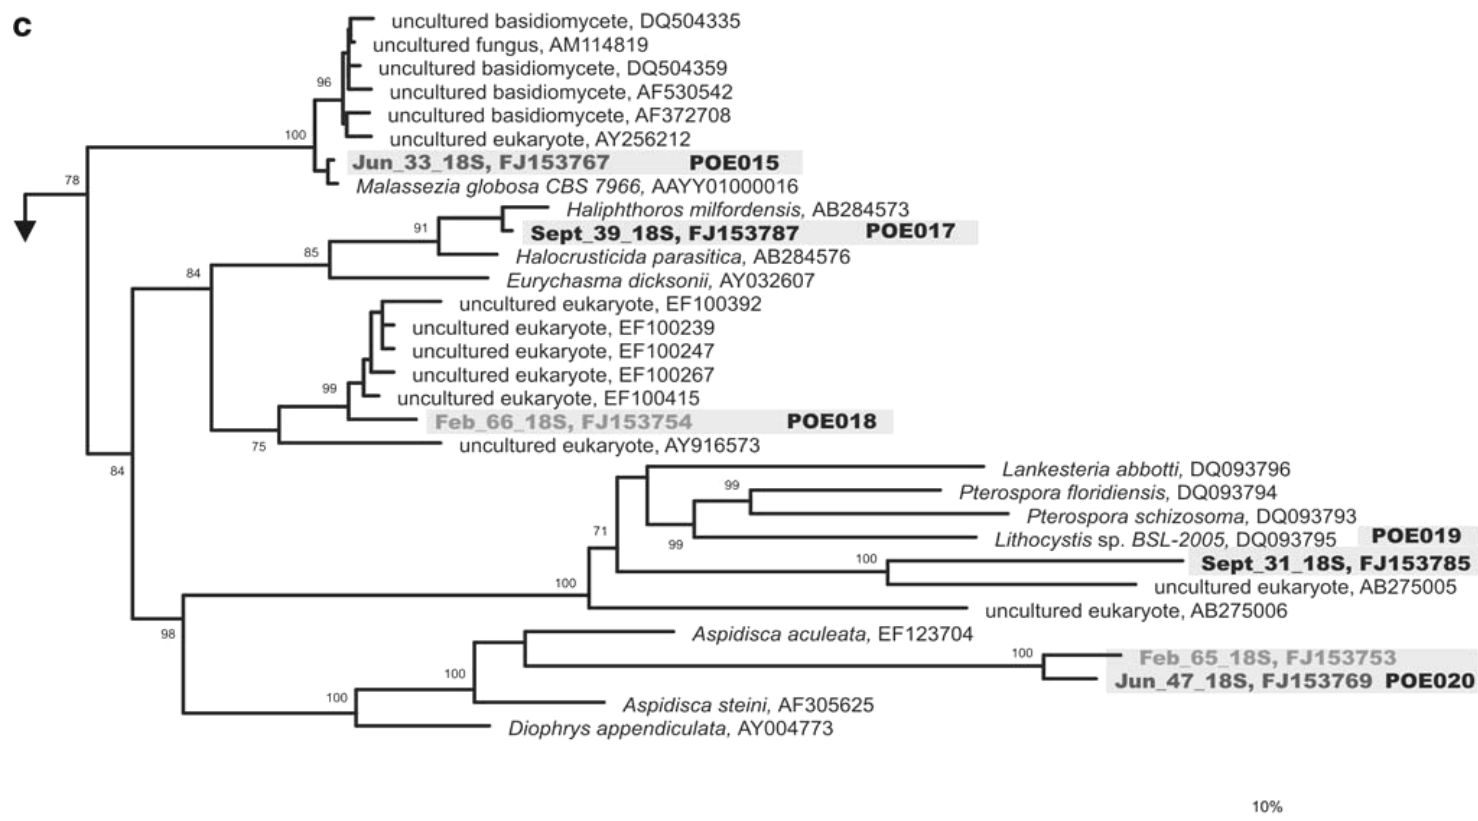 c
uncultured basidiomycete, DQ504335
uncultured fungus, AM114819
uncultured basidiomycete, DQ504359
96
uncultured basidiomycete, AF530542
uncultured basidiomycete, AF372708
100
uncultured eukaryote, AY256212
Jun_33_18S, FJ153767 POE015
78
Malassezia globosa CBS 7966, AAYY01000016
Haliphthoros milfordensis, AB284573
91
Sept_39_18S, FJ153787 POE017
85
Halocrusticida parasitica, AB284576
84
Eurychasma dicksonii, AY032607
uncultured eukaryote, EF100392
uncultured eukaryote, EF100239
uncultured eukaryote, EF100247
uncultured eukaryote, EF100267
99
uncultured eukaryote, EF100415
Feb_66_18S, FJ153754 POE018
75
uncultured eukaryote, AY916573
84
Lankesteria abbotti, DQ093796
99
Pterospora floridiensis, DQ093794
Pterospora schizosoma, DQ093793
71
99
Lithocystis sp. BSL-2005, DQ093795 POE019
100
Sept_31_18S, FJ153785
100
uncultured eukaryote, AB275005
uncultured eukaryote, AB275006
98
Aspidisca aculeata, EF123704
100
Feb_65_18S, FJ153753
100
Jun_47_18S, FJ153769 POE020
100
Aspidisca steini, AF305625
Diophrys appendiculata, AY004773
10%